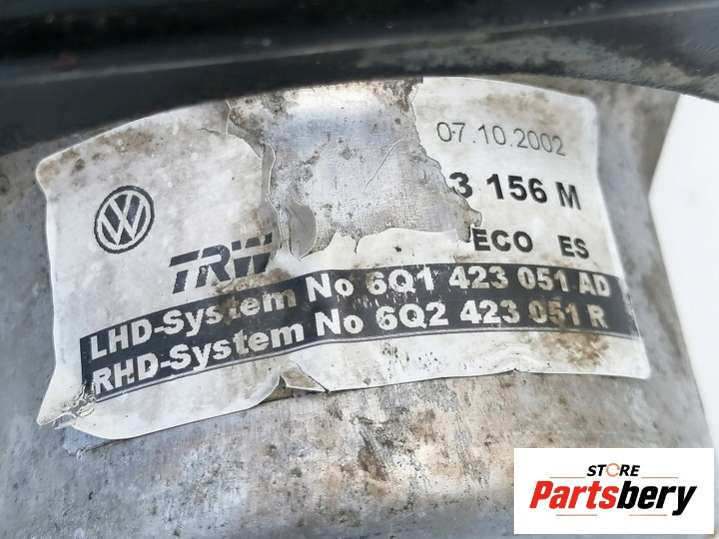 07.10.2002
3 156 M
VW
TRW
ECO ES
LHD-System No 6Q1 423 051 AD
RHD-System No 6Q2 423 051 R
STORE
Partsbery